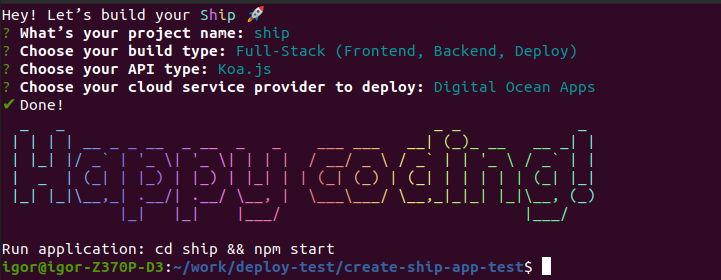 Hey! Let’s build your Ship 🚀
? What’s your project name: ship
? Choose your build type: Full-Stack (Frontend, Backend, Deploy)
? Choose your API type: Koa.js
? Choose your cloud service provider to deploy: Digital Ocean Apps
✔ Done!
Happy coding!
Run application: cd ship && npm start
igor@igor-Z370P-D3:~/work/deploy-test/create-ship-app-test$